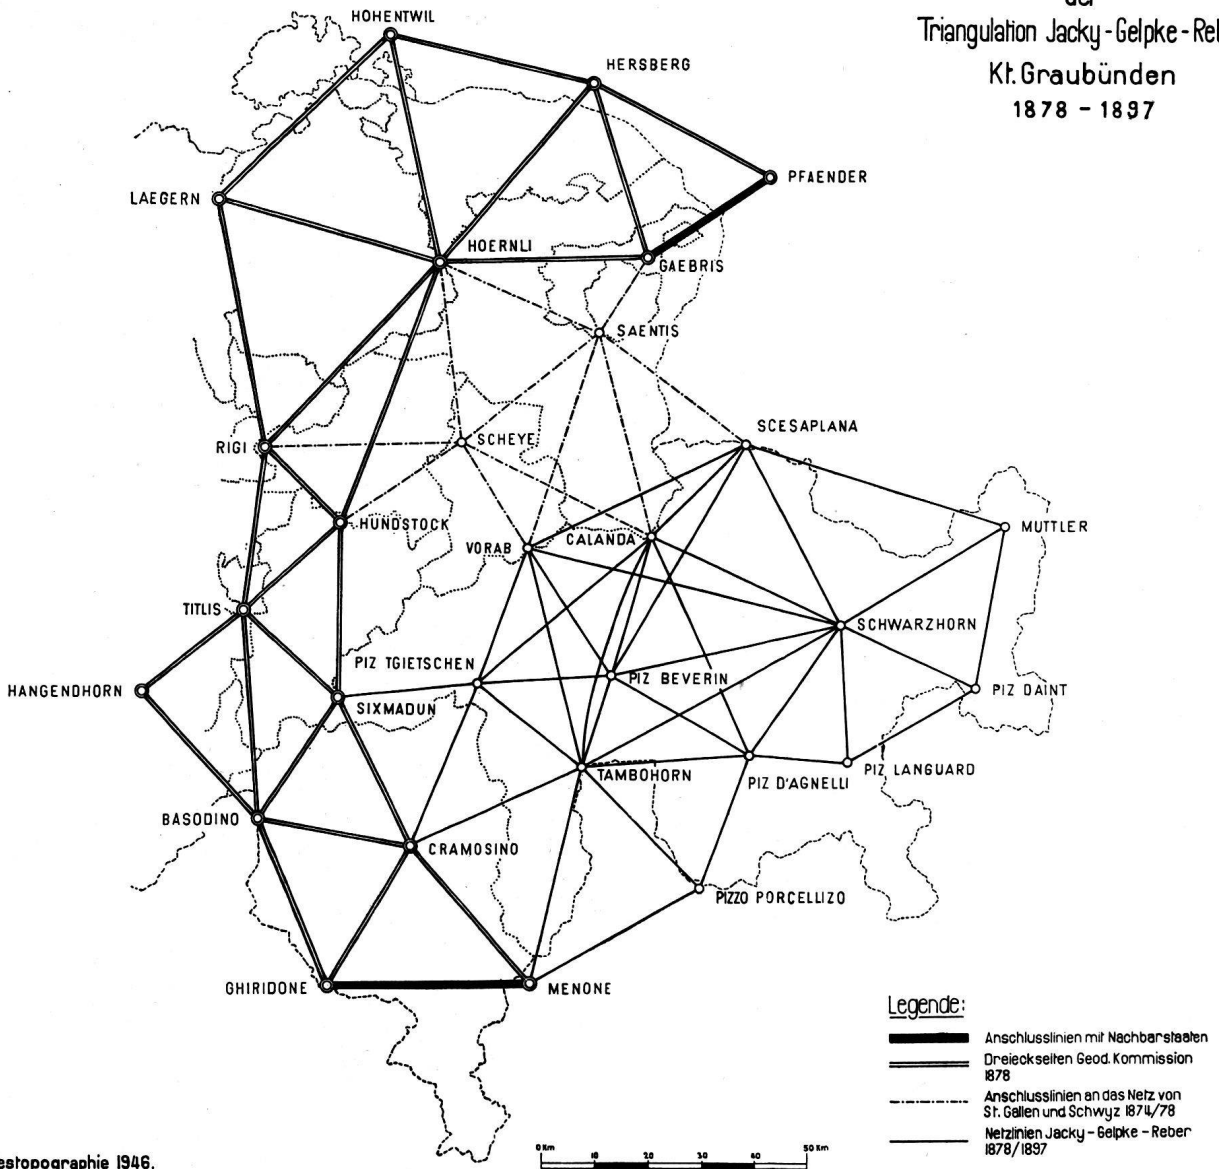 der
Triangulation Jacky-Gelpke-Reb
Kt. Graubünden
1878 - 1897
HOHENTWIL
HERSBERG
PFAENDER
LAEGERN
HOERNLI
GAEBRIS
SAENTIS
SCESAPLANA
RIGI
SCHEYE
HUNDSTOCK
VORAB
CALANDA
MUTTLER
TITLIS
SCHWARZHORN
PIZ TGIETSCHEN
PIZ BEVERIN
HANGENDHORN
SIXMADUN
PIZ DAINT
TAMBOHORN
PIZ D'AGNELLI
PIZ LANGUARD
BASODINO
CRAMOSINO
PIZZO PORCELLIZO
GHIRIDONE
MENONE
Legende:
Anschlusslinien mit Nachbarstaaten
Dreieckseiten Geod. Kommission
1878
Anschlusslinien an das Netz von
St. Gallen und Schwyz 1874/78
Netzlinien Jacky-Gelpke-Reber
1878/1897
0 Km 10 20 30 40 50 Km
estopographie 1946.